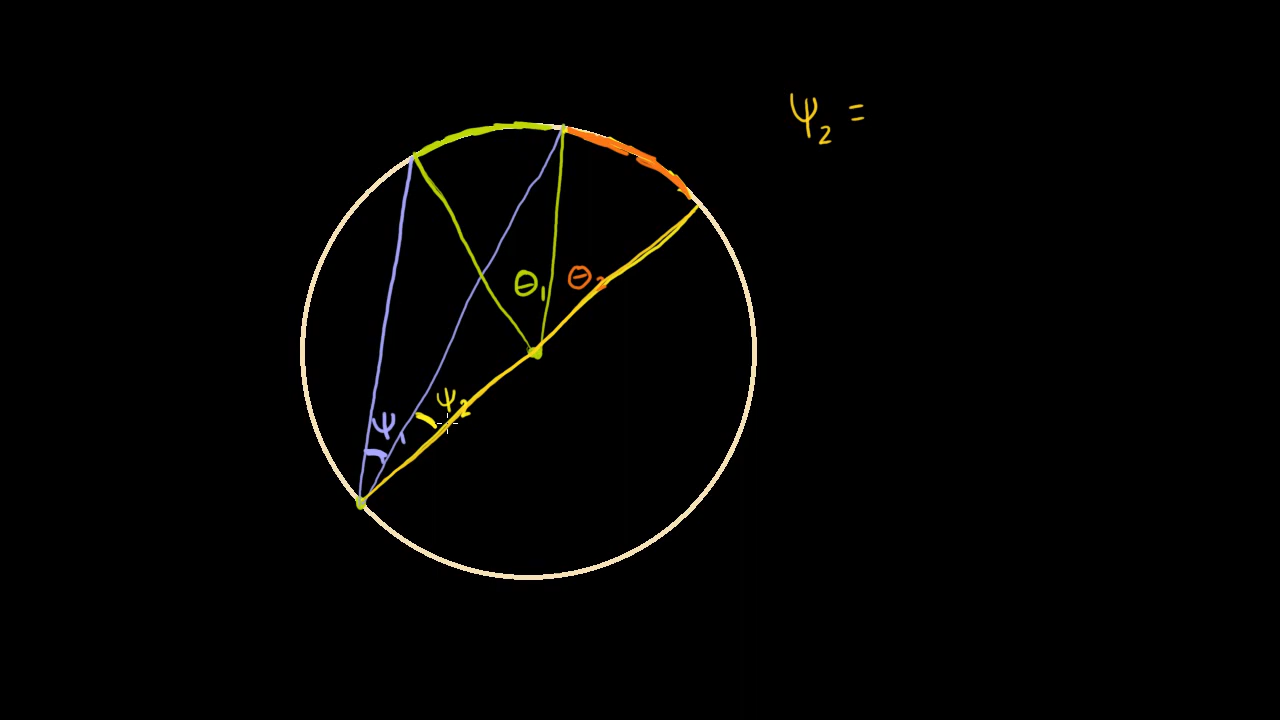 ψ₂ =
θ₁ θ₂
ψ₂
ψ₁